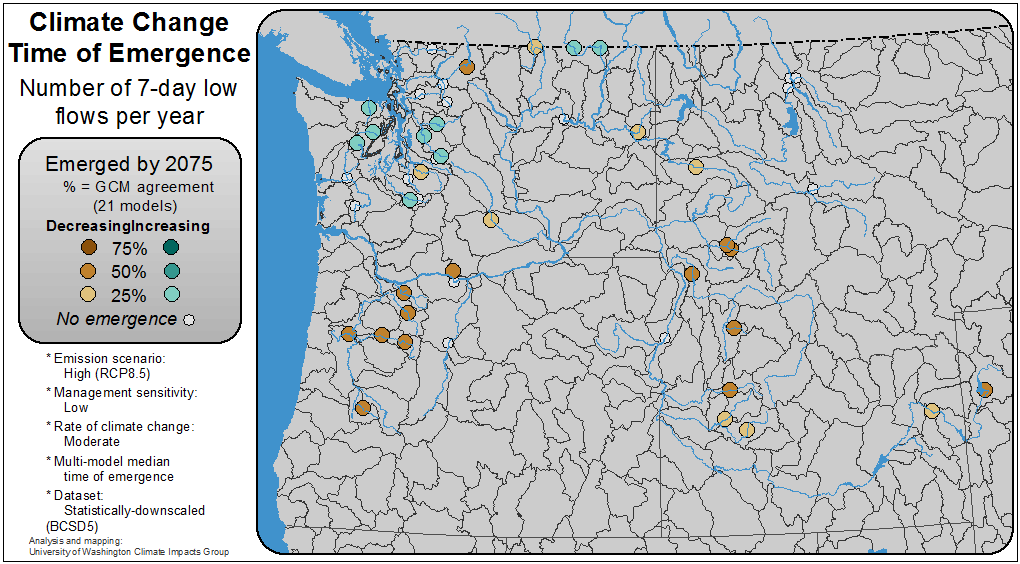 Climate Change
Time of Emergence
Number of 7-day low
flows per year
Emerged by 2075
% = GCM agreement
(21 models)
DecreasingIncreasing
75%
50%
25%
No emergence
* Emission scenario:
High (RCP8.5)
* Management sensitivity:
Low
* Rate of climate change:
Moderate
* Multi-model median
time of emergence
* Dataset:
Statistically-downscaled
(BCSD5)
Analysis and mapping:
University of Washington Climate Impacts Group